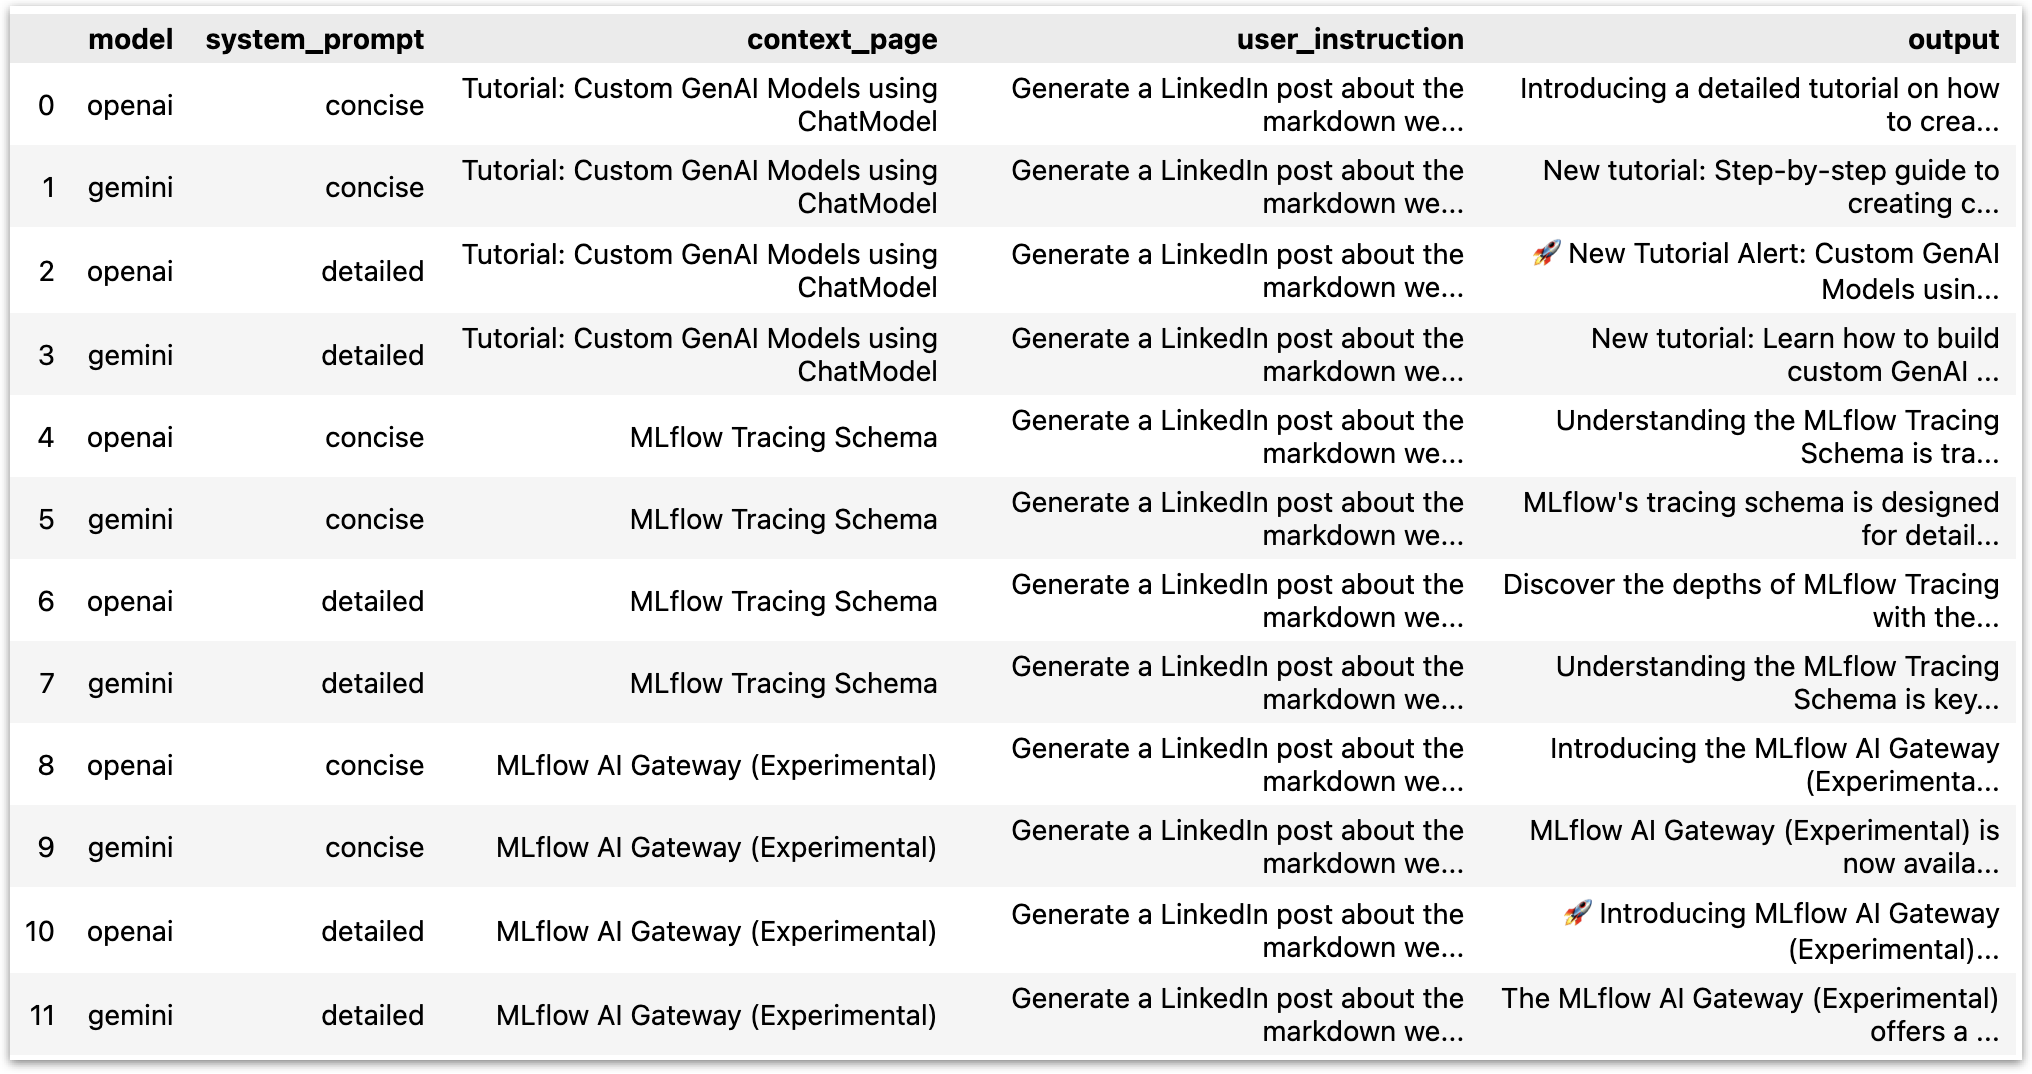 model system_prompt context_page user_instruction output
0 openai concise Tutorial: Custom GenAI Models using ChatModel Generate a LinkedIn post about the markdown we... Introducing a detailed tutorial on how to crea...
1 gemini concise Tutorial: Custom GenAI Models using ChatModel Generate a LinkedIn post about the markdown we... New tutorial: Step-by-step guide to creating c...
2 openai detailed Tutorial: Custom GenAI Models using ChatModel Generate a LinkedIn post about the markdown we... 🚀 New Tutorial Alert: Custom GenAI Models usin...
3 gemini detailed Tutorial: Custom GenAI Models using ChatModel Generate a LinkedIn post about the markdown we... New tutorial: Learn how to build custom GenAI ...
4 openai concise MLflow Tracing Schema Generate a LinkedIn post about the markdown we... Understanding the MLflow Tracing Schema is tra...
5 gemini concise MLflow Tracing Schema Generate a LinkedIn post about the markdown we... MLflow's tracing schema is designed for detail...
6 openai detailed MLflow Tracing Schema Generate a LinkedIn post about the markdown we... Discover the depths of MLflow Tracing with the...
7 gemini detailed MLflow Tracing Schema Generate a LinkedIn post about the markdown we... Understanding the MLflow Tracing Schema is key...
8 openai concise MLflow AI Gateway (Experimental) Generate a LinkedIn post about the markdown we... Introducing the MLflow AI Gateway (Experimenta...
9 gemini concise MLflow AI Gateway (Experimental) Generate a LinkedIn post about the markdown we... MLflow AI Gateway (Experimental) is now availa...
10 openai detailed MLflow AI Gateway (Experimental) Generate a LinkedIn post about the markdown we... 🚀 Introducing MLflow AI Gateway (Experimental)...
11 gemini detailed MLflow AI Gateway (Experimental) Generate a LinkedIn post about the markdown we... The MLflow AI Gateway (Experimental) offers a ...